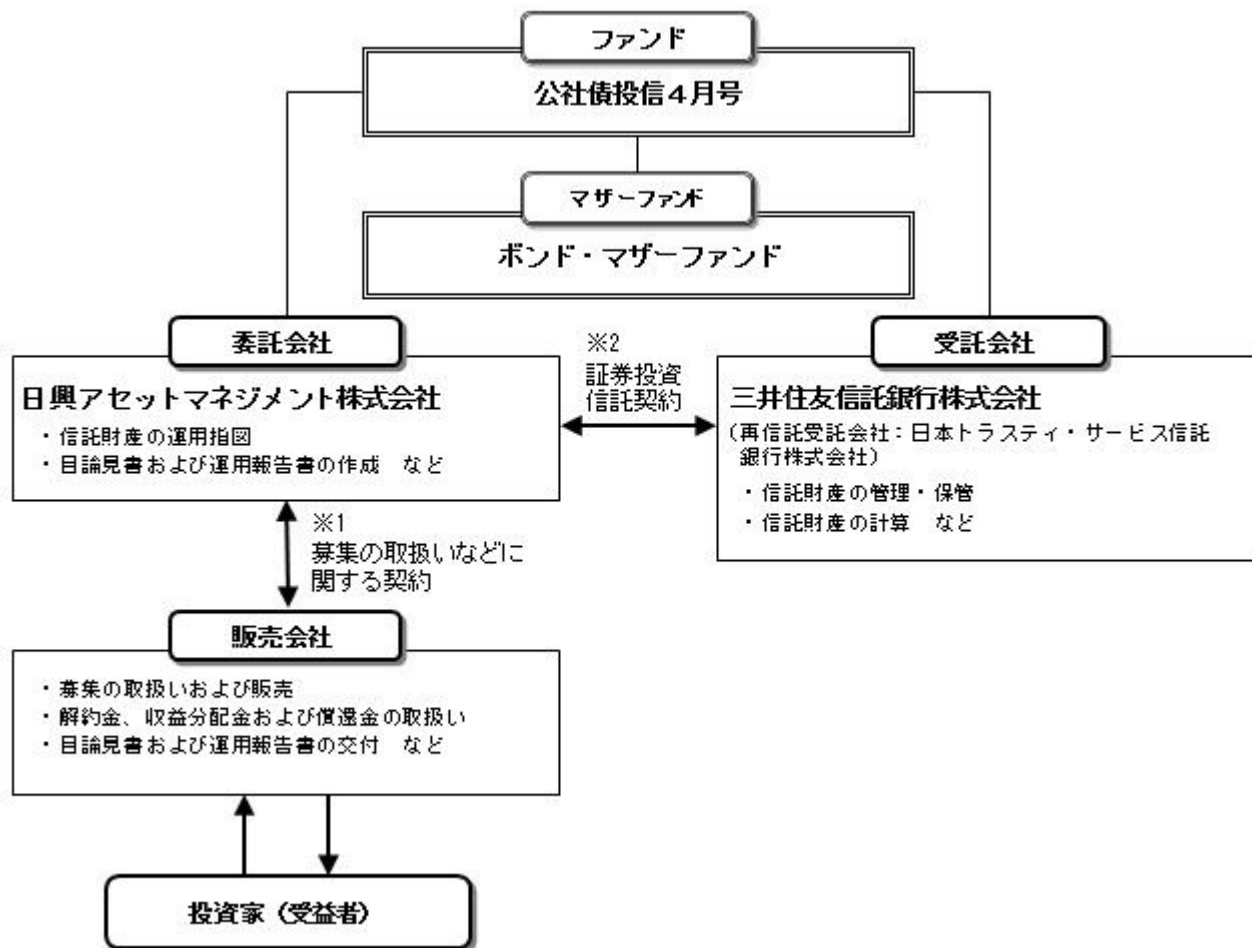 ファンド
公社債投信４月号
マザーファンド
ボンド・マザーファンド
委託会社
日興アセットマネジメント株式会社
・信託財産の運用指図
・目論見書および運用報告書の作成　など
※2
証券投資
信託契約
受託会社
三井住友信託銀行株式会社
（再信託受託会社：日本トラスティ・サービス信託
銀行株式会社）
・信託財産の管理・保管
・信託財産の計算　など
※1
募集の取扱いなどに
関する契約
販売会社
・募集の取扱いおよび販売
・解約金、収益分配金および償還金の取扱い
・目論見書および運用報告書の交付　など
投資家（受益者）